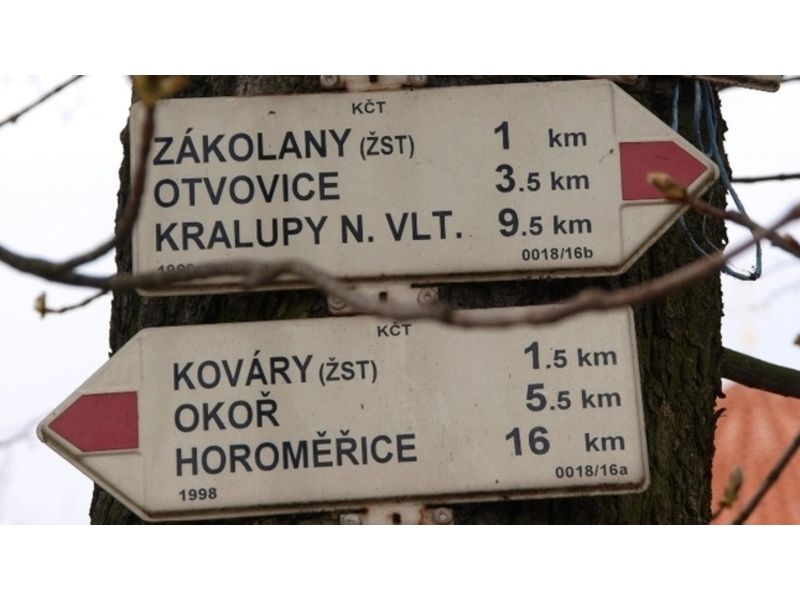 KČT
ZÁKOLANY (ŽST) 1 km
OTVOVICE 3.5 km
KRALUPY N. VLT. 9.5 km
1998 0018/16b
KČT
KOVÁRY (ŽST) 1.5 km
OKOŘ 5.5 km
HOROMĚŘICE 16 km
1998 0018/16a